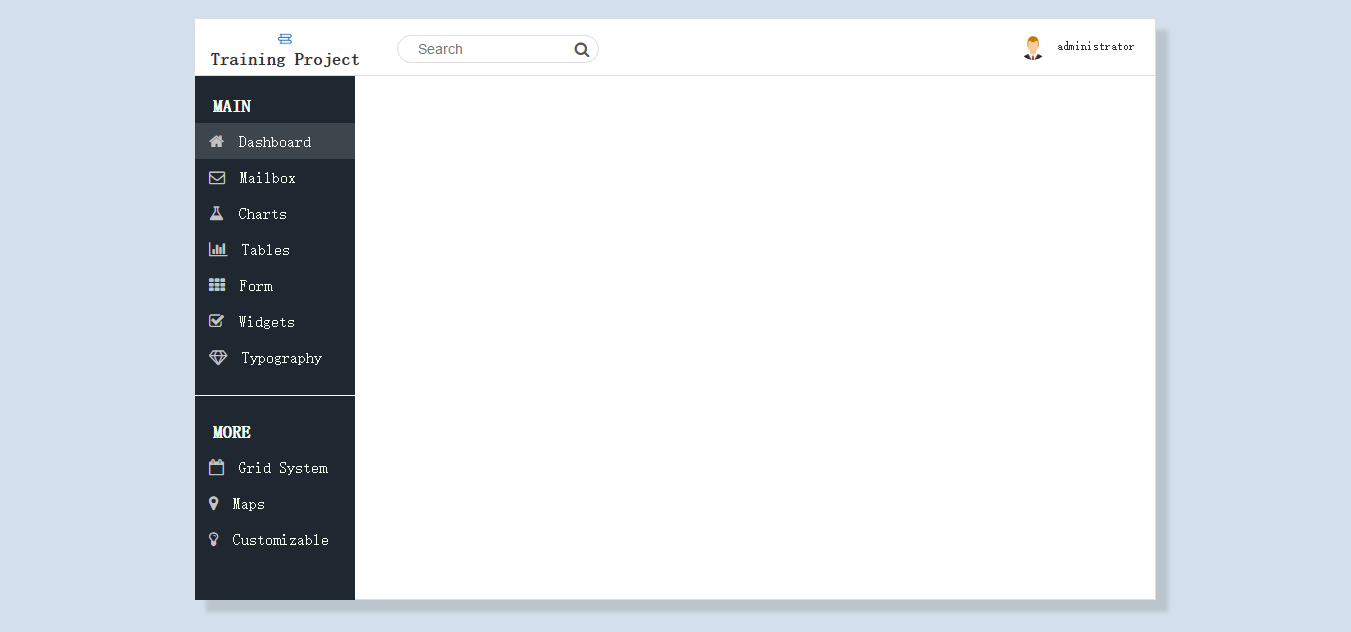 Training Project
Search
administrator
MAIN
Dashboard
Mailbox
Charts
Tables
Form
Widgets
Typography
MORE
Grid System
Maps
Customizable